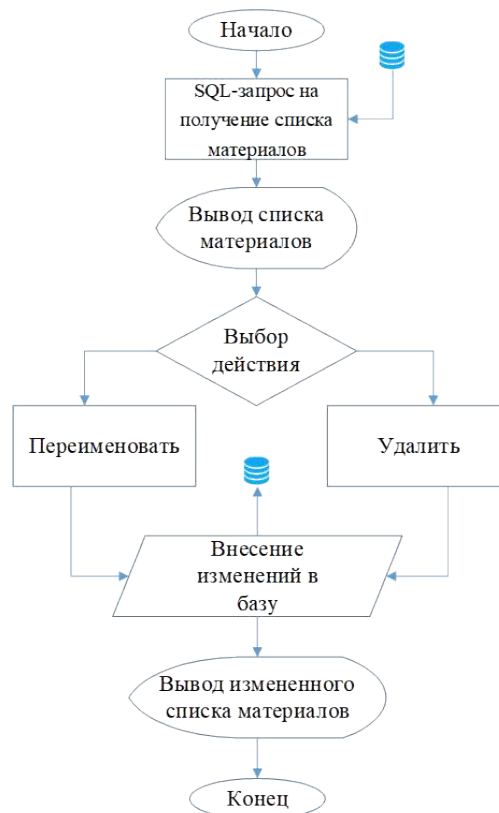 Начало
SQL-запрос на
получение списка
материалов
Вывод списка
материалов
Выбор
действия
Переименовать
Удалить
Внесение
изменений в
базу
Вывод измененного
списка материалов
Конец